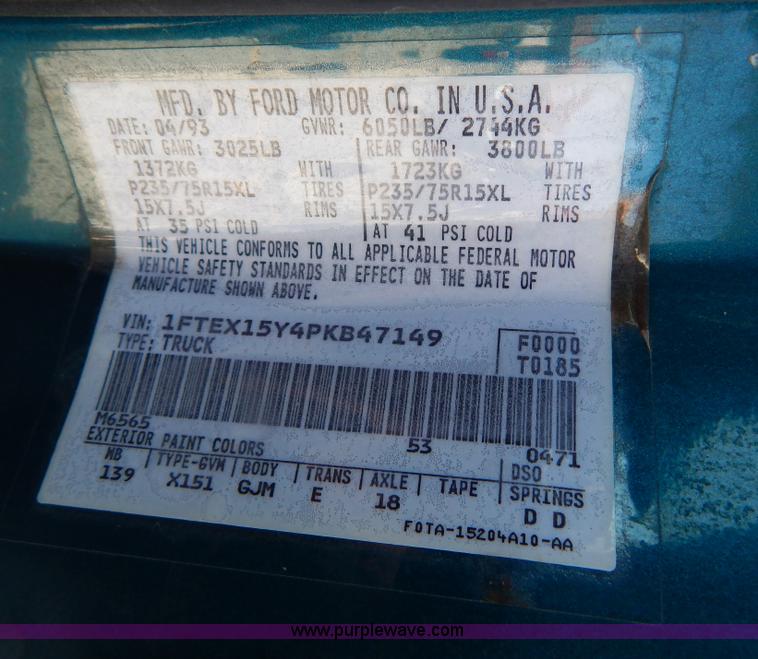 MFD. BY FORD MOTOR CO. IN U.S.A.
DATE: 04/93 GVWR: 6050LB/ 2744KG
FRONT GAWR: 3025LB REAR GAWR: 3800LB
1372KG WITH 1723KG WITH
P235/75R15XL TIRES P235/75R15XL TIRES
15X7.5J RIMS 15X7.5J RIMS
AT 35 PSI COLD AT 41 PSI COLD
THIS VEHICLE CONFORMS TO ALL APPLICABLE FEDERAL MOTOR
VEHICLE SAFETY STANDARDS IN EFFECT ON THE DATE OF
MANUFACTURE SHOWN ABOVE.
VIN: 1FTEX15Y4PKB47149 F0000
TYPE: TRUCK T0185
M6565 53 0471
EXTERIOR PAINT COLORS DSO
WB TYPE-GVM BODY TRANS AXLE TAPE SPRINGS
139 X151 GJM E 18 D D
F0TA-15204A10-AA
www.purplewave.com